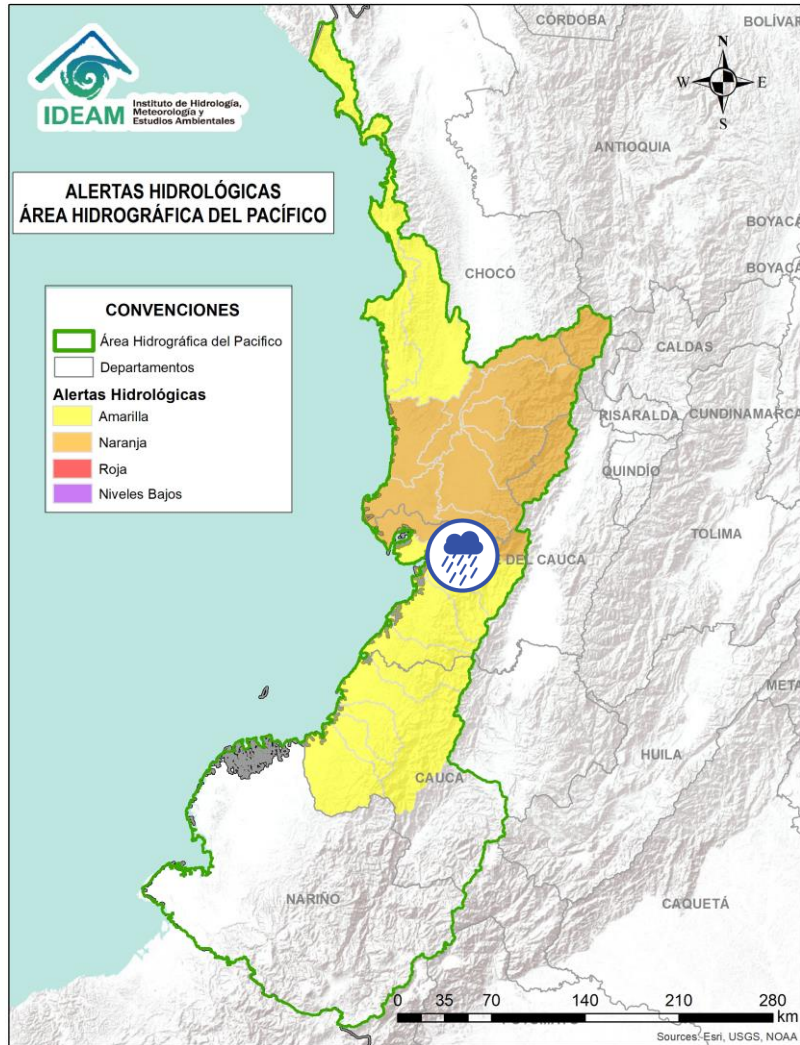 IDEAM
Instituto de Hidrología,
Meteorología y
Estudios Ambientales
CÓRDOBA
BOLÍVAR
N
W
E
S
ALERTAS HIDROLÓGICAS
ÁREA HIDROGRÁFICA DEL PACÍFICO
ANTIOQUIA
BOYACÁ
CHOCÓ
BOYACÁ
CONVENCIONES
Área Hidrográfica del Pacifico
Departamentos
Alertas Hidrológicas
Amarilla
Naranja
Roja
Niveles Bajos
CALDAS
RISARALDA
CUNDINAMARCA
QUINDÍO
TOLIMA
DEL CAUCA
META
HUILA
CAUCA
NARIÑO
CAQUETÁ
0 35 70 140 210 280
km
Sources: Esri, USGS, NOAA